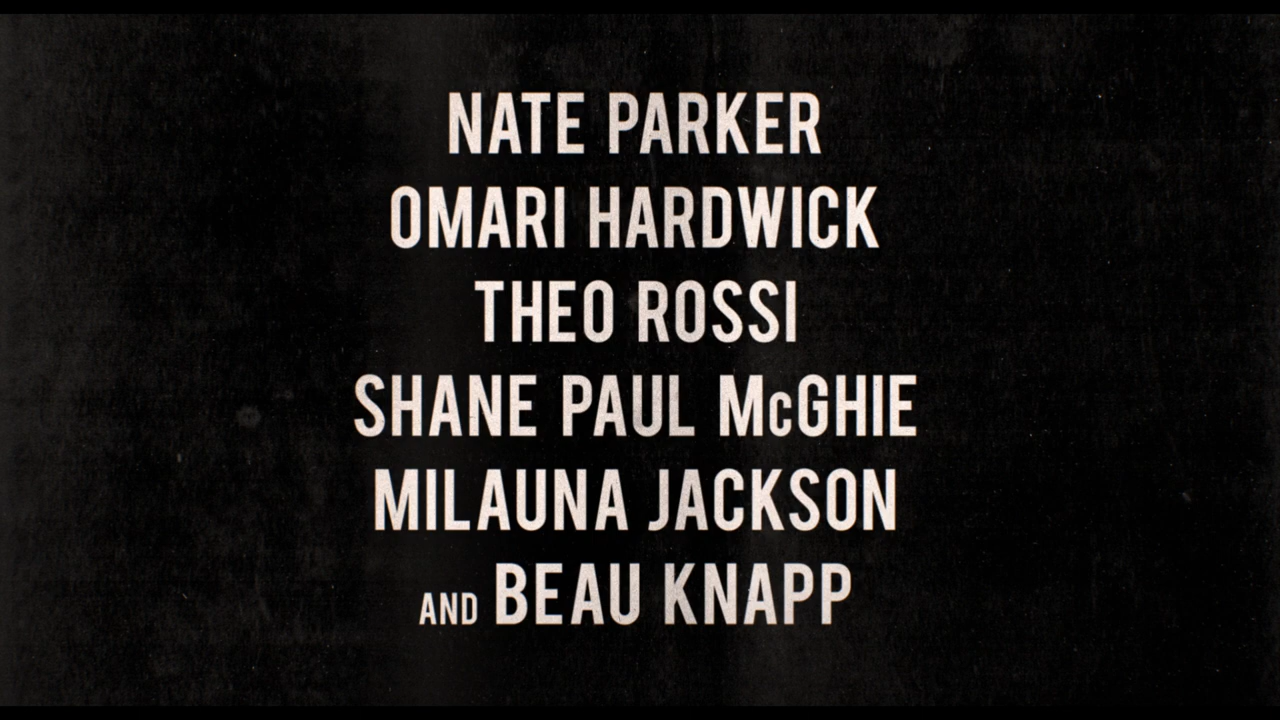 NATE PARKER
OMARI HARDWICK
THEO ROSSI
SHANE PAUL McGHIE
MILAUNA JACKSON
AND BEAU KNAPP